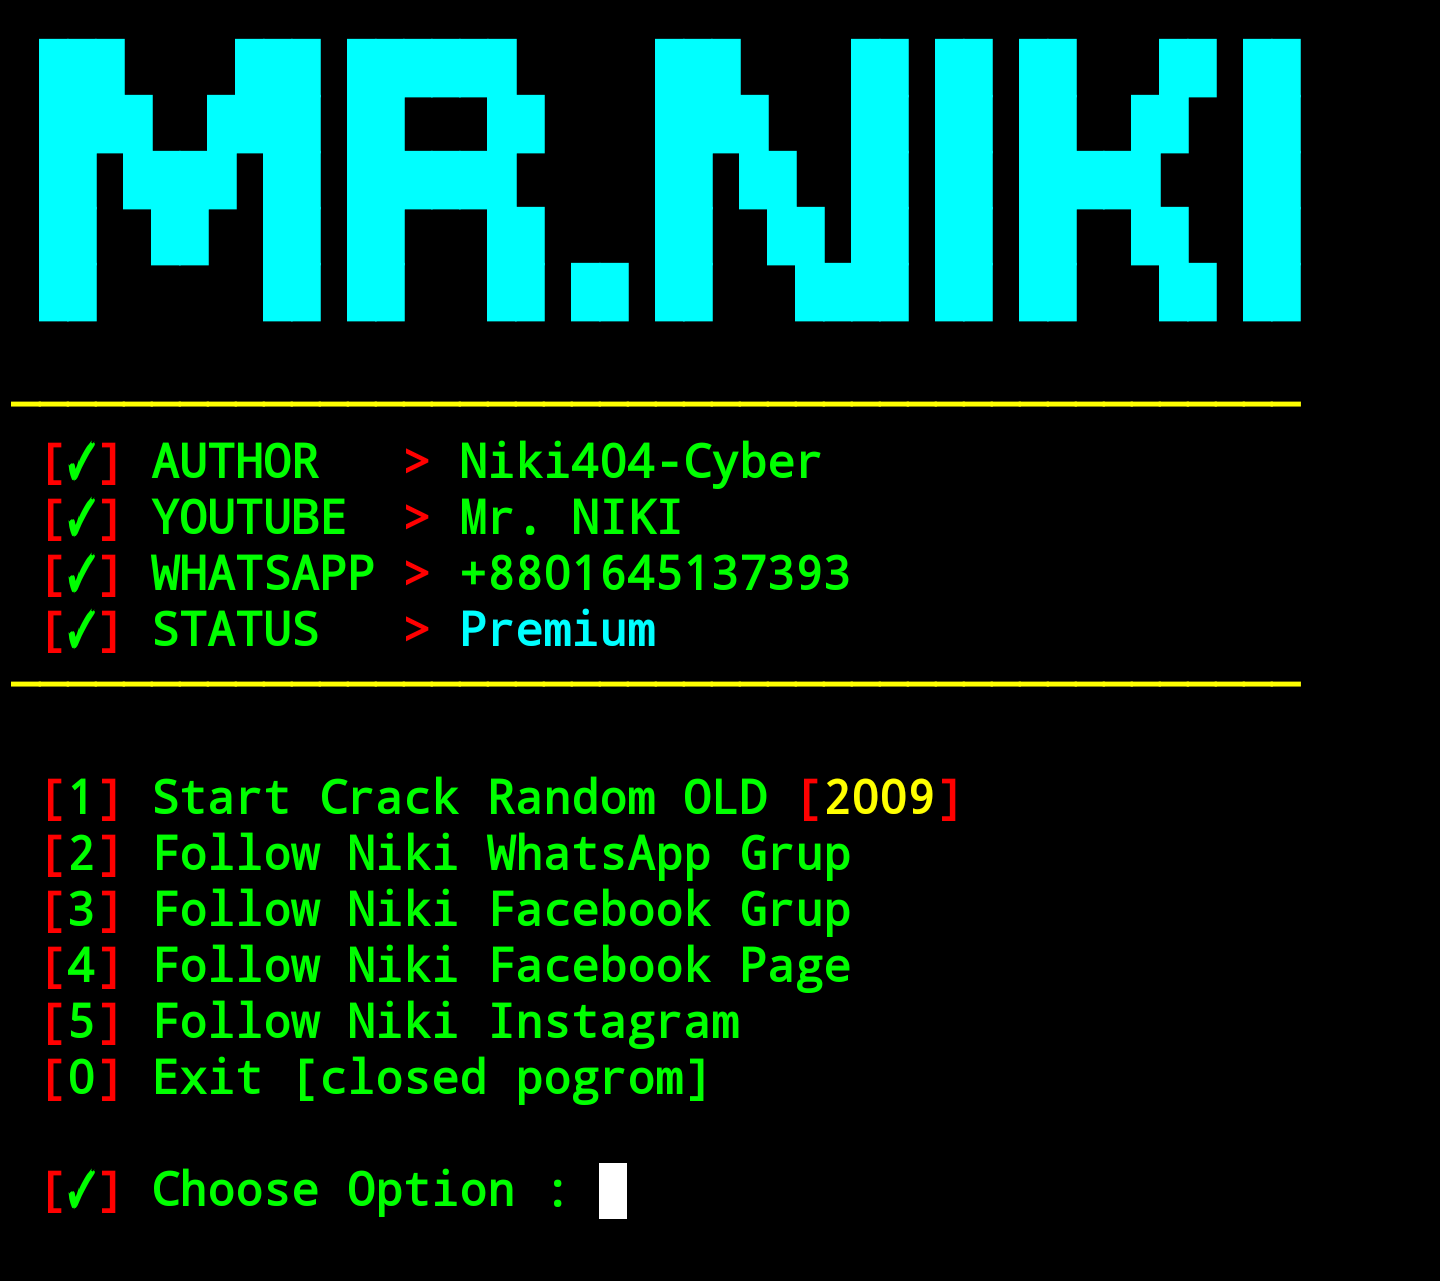 MR.NIKI
[✓] AUTHOR > Niki404-Cyber
[✓] YOUTUBE > Mr. NIKI
[✓] WHATSAPP > +8801645137393
[✓] STATUS > Premium
[1] Start Crack Random OLD [2009]
[2] Follow Niki WhatsApp Grup
[3] Follow Niki Facebook Grup
[4] Follow Niki Facebook Page
[5] Follow Niki Instagram
[0] Exit [closed pogrom]
[✓] Choose Option :